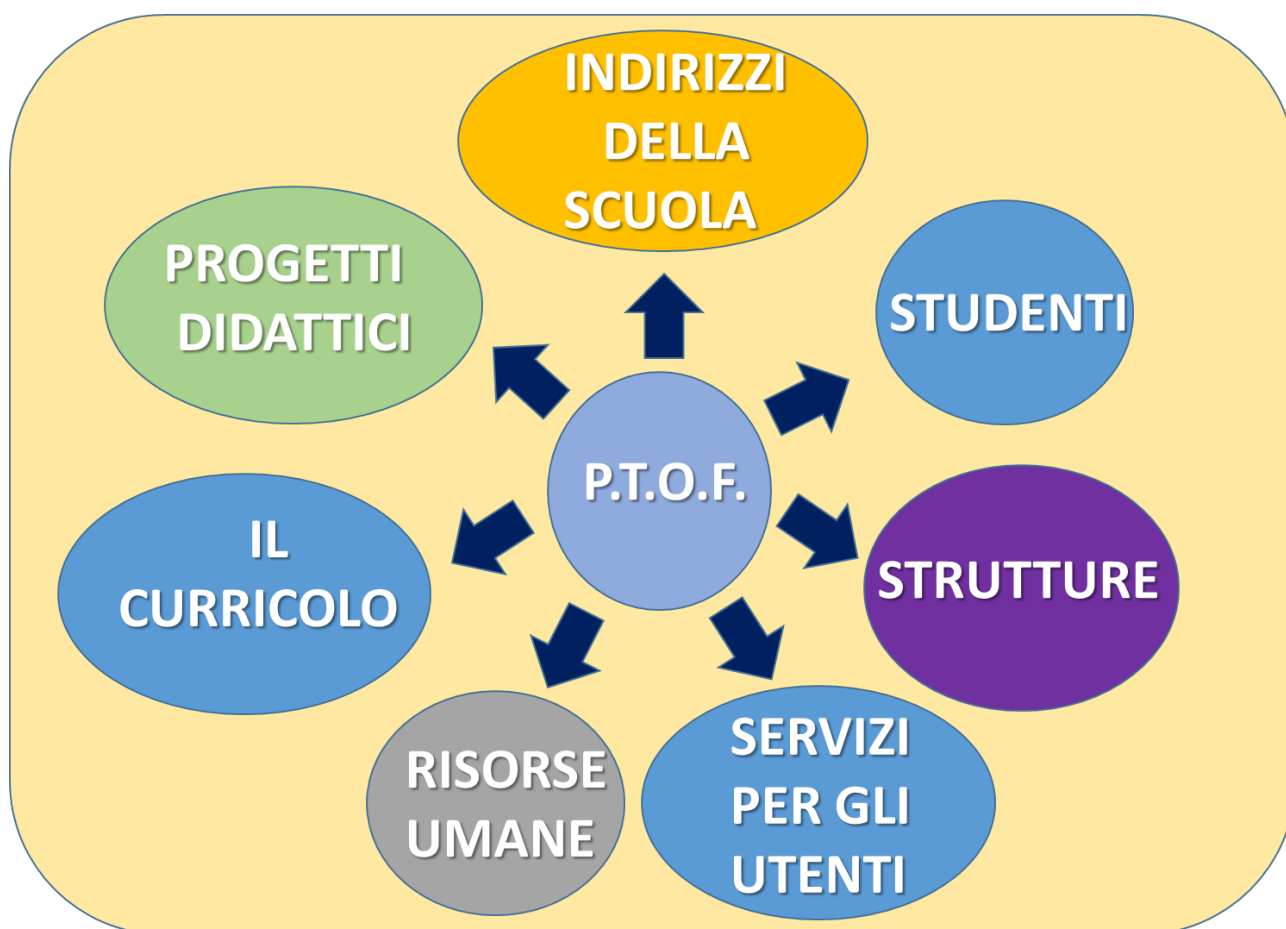 INDIRIZZI
DELLA
SCUOLA
PROGETTI
DIDATTICI
STUDENTI
P.T.O.F.
IL
CURRICOLO
STRUTTURE
RISORSE
UMANE
SERVIZI
PER GLI
UTENTI